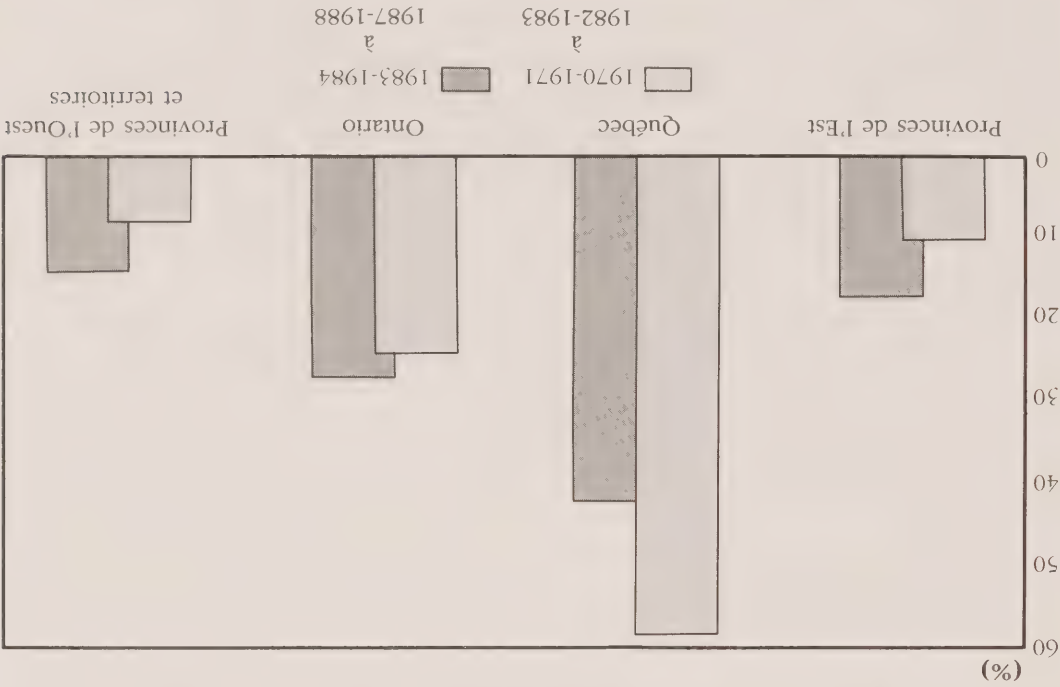 (%)
60
50
40
30
20
10
0
Provinces de l'Est
Québec
Ontario
Provinces de l'Ouest
et territoires
1970-1971
à
1982-1983
1983-1984
à
1987-1988